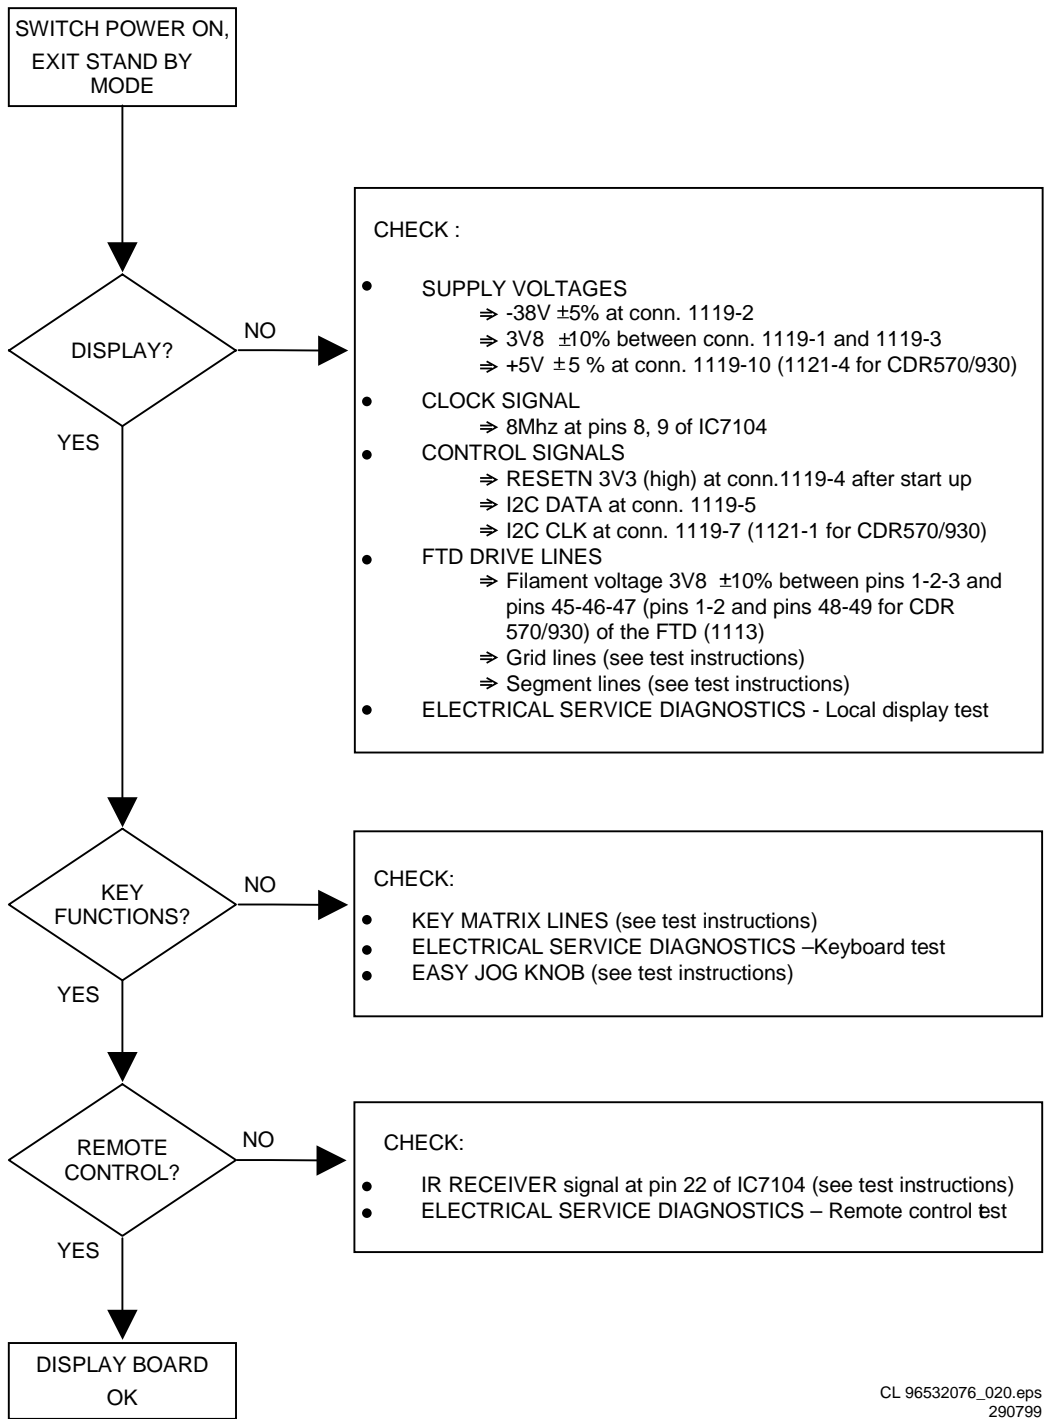 SWITCH POWER ON,
EXIT STAND BY
MODE
DISPLAY?
NO
YES
CHECK :
• SUPPLY VOLTAGES
⇒ -38V ±5% at conn. 1119-2
⇒ 3V8 ±10% between conn. 1119-1 and 1119-3
⇒ +5V ±5 % at conn. 1119-10 (1121-4 for CDR570/930)
• CLOCK SIGNAL
⇒ 8Mhz at pins 8, 9 of IC7104
• CONTROL SIGNALS
⇒ RESETN 3V3 (high) at conn.1119-4 after start up
⇒ I2C DATA at conn. 1119-5
⇒ I2C CLK at conn. 1119-7 (1121-1 for CDR570/930)
• FTD DRIVE LINES
⇒ Filament voltage 3V8 ±10% between pins 1-2-3 and
pins 45-46-47 (pins 1-2 and pins 48-49 for CDR
570/930) of the FTD (1113)
⇒ Grid lines (see test instructions)
⇒ Segment lines (see test instructions)
• ELECTRICAL SERVICE DIAGNOSTICS - Local display test
KEY
FUNCTIONS?
NO
YES
CHECK:
• KEY MATRIX LINES (see test instructions)
• ELECTRICAL SERVICE DIAGNOSTICS –Keyboard test
• EASY JOG KNOB (see test instructions)
REMOTE
CONTROL?
NO
YES
CHECK:
• IR RECEIVER signal at pin 22 of IC7104 (see test instructions)
• ELECTRICAL SERVICE DIAGNOSTICS – Remote control test
DISPLAY BOARD
OK
CL 96532076_020.eps
290799